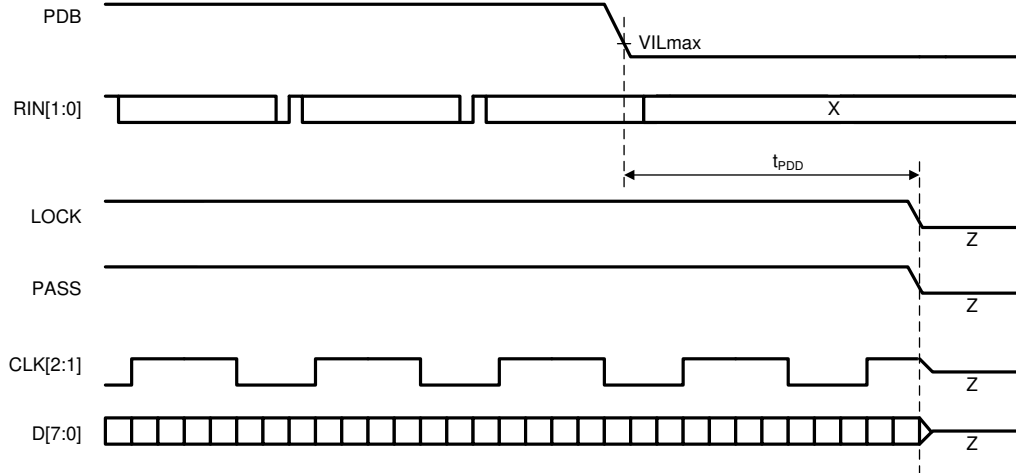 PDB
VILmax
RIN[1:0]
X
tPDD
LOCK
Z
PASS
Z
CLK[2:1]
Z
D[7:0]
Z